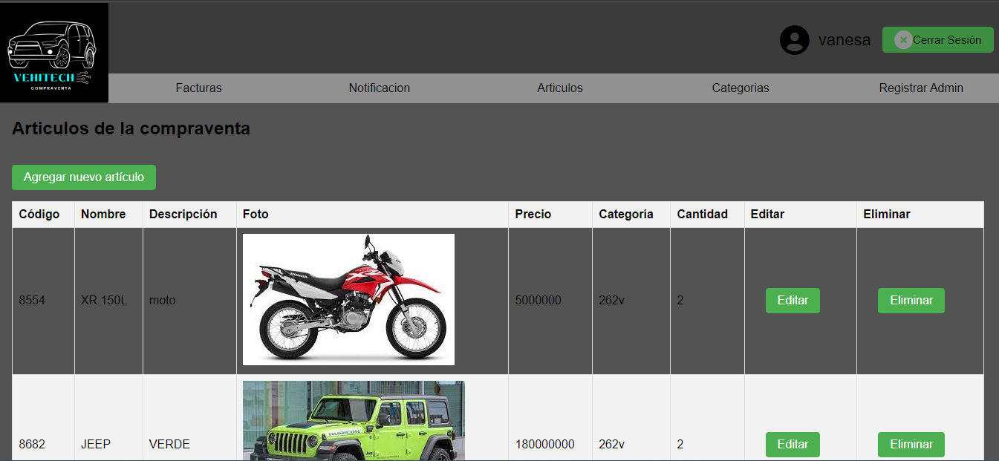 VEHITECH
COMPRAVENTA
vanesa
Cerrar Sesión
Facturas Notificacion Articulos Categorias Registrar Admin
Articulos de la compraventa
Agregar nuevo artículo
Código Nombre Descripción Foto Precio Categoria Cantidad Editar Eliminar
8554 XR 150L moto 5000000 262v 2 Editar Eliminar
HONDA
RUBICON
8682 JEEP VERDE 180000000 262v 2 Editar Eliminar